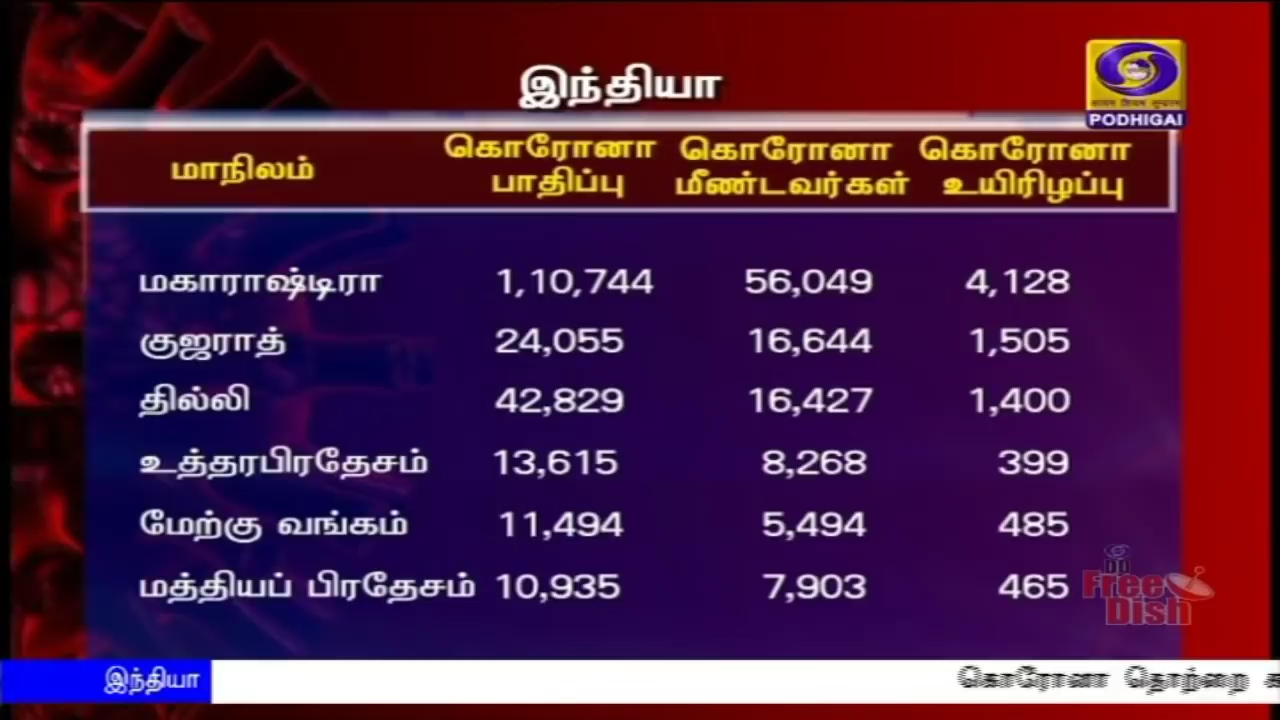 இந்தியா
PODHIGAI
மாநிலம் கொரோனா பாதிப்பு கொரோனா மீண்டவர்கள் கொரோனா உயிரிழப்பு
மகாராஷ்டிரா 1,10,744 56,049 4,128
குஜராத் 24,055 16,644 1,505
தில்லி 42,829 16,427 1,400
உத்தரபிரதேசம் 13,615 8,268 399
மேற்கு வங்கம் 11,494 5,494 485
மத்தியப் பிரதேசம் 10,935 7,903 465
DD
Free
Dish
இந்தியா கொரோனா தொற்றை